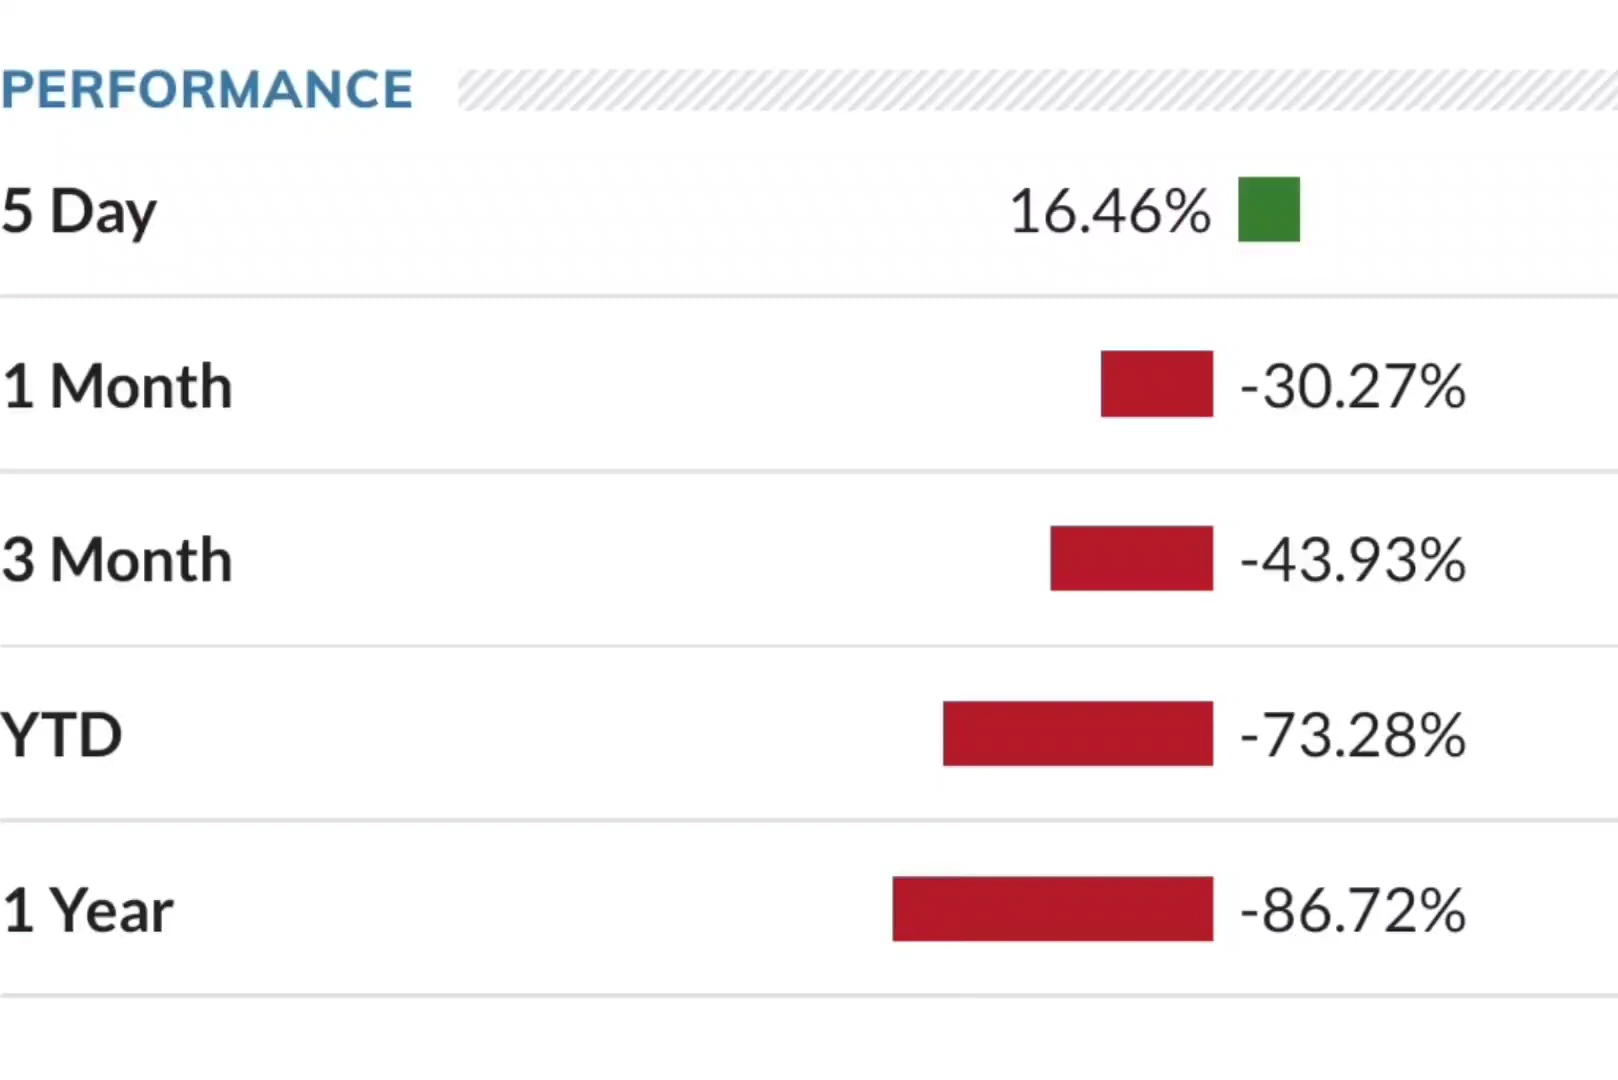 PERFORMANCE
5 Day 16.46%
1 Month -30.27%
3 Month -43.93%
YTD -73.28%
1 Year -86.72%